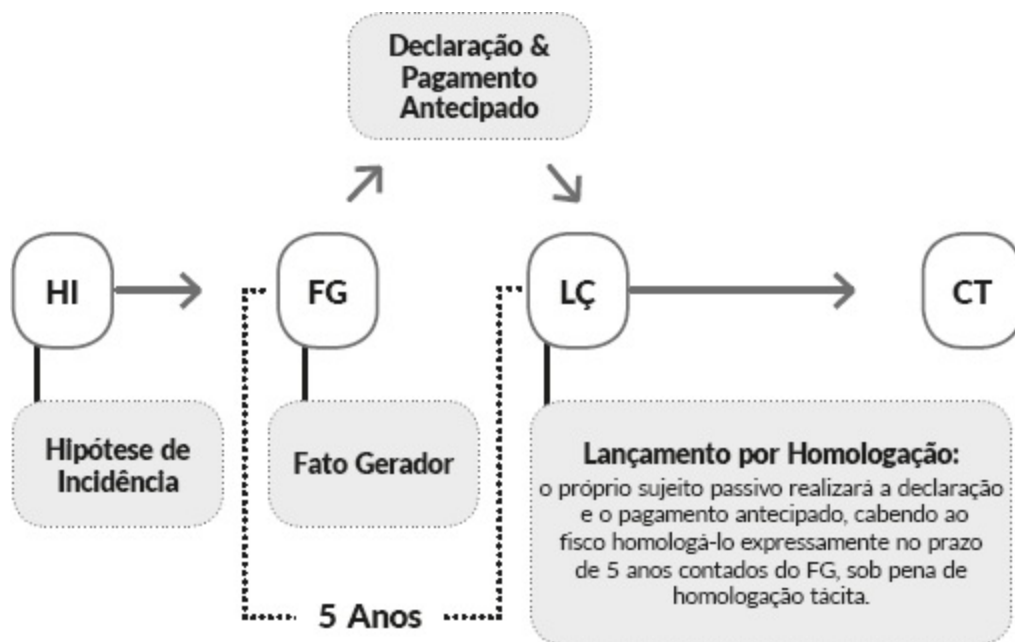 Declaração &
Pagamento
Antecipado
HI
FG
LÇ
CT
Hipótese de
Incidência
Fato Gerador
Lançamento por Homologação:
o próprio sujeito passivo realizará a declaração
e o pagamento antecipado, cabendo ao
fisco homologá-lo expressamente no prazo
de 5 anos contados do FG, sob pena de
homologação tácita.
5 Anos